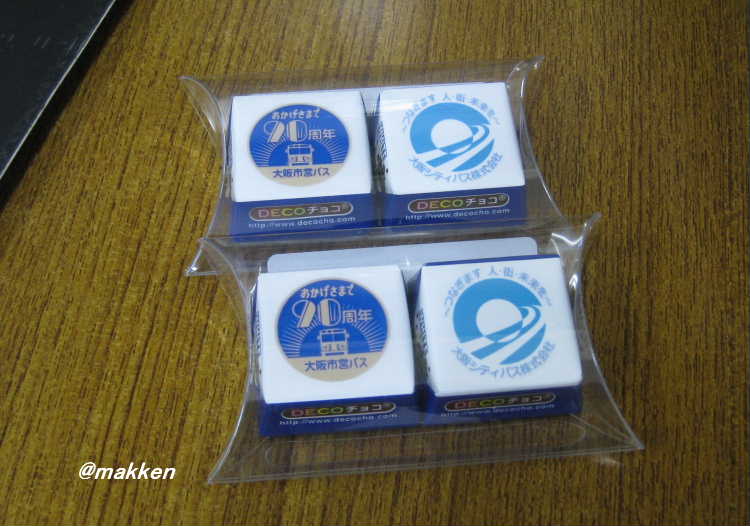 おかげさまで
90周年
大阪市営バス
～つなぎます 人・街・未来を～
大阪シティバス株式会社
DECOチョコ®
http://www.decocho.com
DECOチョコ®
http://www.decocho.com
おかげさまで
90周年
大阪市営バス
～つなぎます 人・街・未来を～
大阪シティバス株式会社
DECOチョコ®
http://www.decocho.com
DECOチョコ®
http://www.decocho.com
@makken